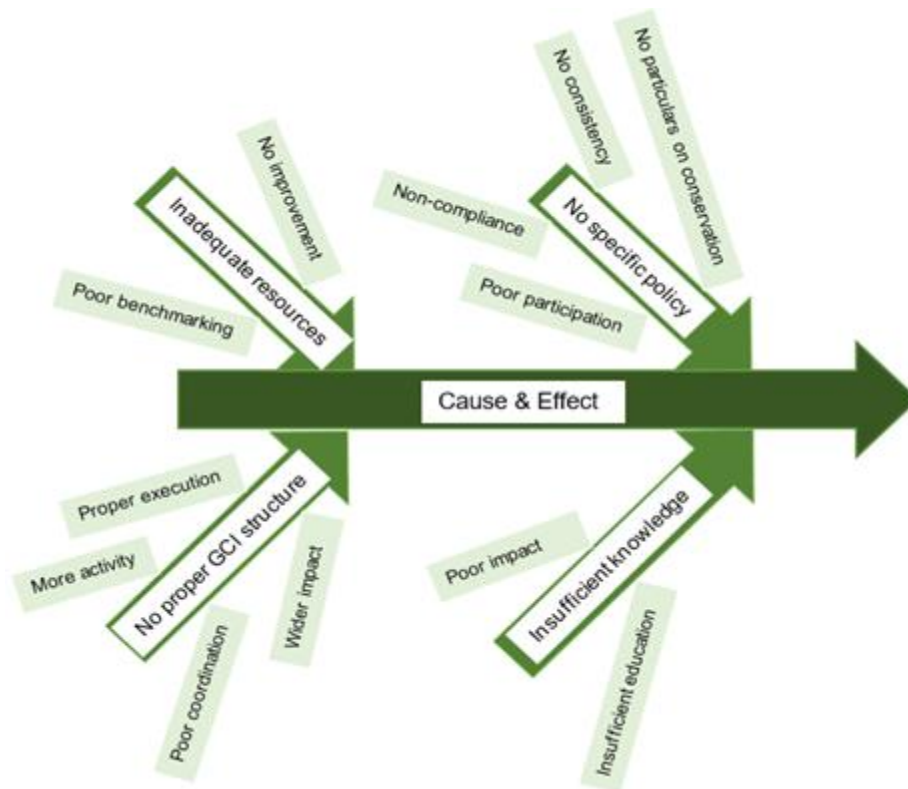 No improvement
Inadequate resources
Poor benchmarking
No consistency
No particulars on conservation
Non-compliance
No specific policy
Poor participation
Cause & Effect
Proper execution
More activity
No proper GCI structure
Wider impact
Poor coordination
Poor impact
Insufficient knowledge
Insufficient education